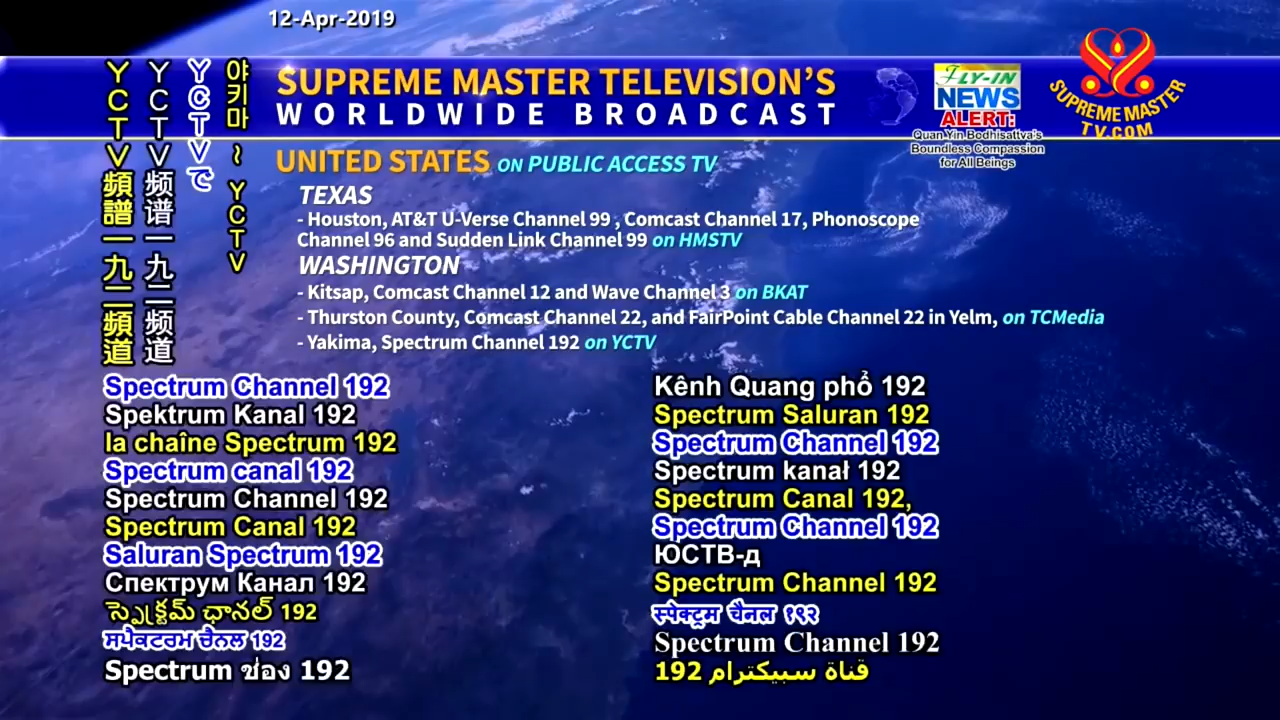 12-Apr-2019
SUPREME MASTER TELEVISION'S
WORLDWIDE BROADCAST
FLY-IN
NEWS
ALERT:
Quan Yin Bodhisattva's
Boundless Compassion
for All Beings
SUPREME MASTER
TV.COM
YCTV頻譜一九二頻道
YCTV频谱一九二频道
YCTVで
야키마 ~ YCTV
UNITED STATES ON PUBLIC ACCESS TV
TEXAS
- Houston, AT&T U-Verse Channel 99 , Comcast Channel 17, Phonoscope
Channel 96 and Sudden Link Channel 99 on HMSTV
WASHINGTON
- Kitsap, Comcast Channel 12 and Wave Channel 3 on BKAT
- Thurston County, Comcast Channel 22, and FairPoint Cable Channel 22 in Yelm, on TCMedia
- Yakima, Spectrum Channel 192 on YCTV
Spectrum Channel 192
Spektrum Kanal 192
la chaîne Spectrum 192
Spectrum canal 192
Spectrum Channel 192
Spectrum Canal 192
Saluran Spectrum 192
Спектрум Канал 192
స్పెక్ట్రమ్ ఛానల్ 192
ਸਪੈਕਟਰਮ ਚੈਨਲ 192
Spectrum ช่อง 192
Kênh Quang phổ 192
Spectrum Saluran 192
Spectrum Channel 192
Spectrum kanał 192
Spectrum Canal 192,
Spectrum Channel 192
ЮСТВ-д
Spectrum Channel 192
स्पेक्ट्रम चैनल १९२
Spectrum Channel 192
قناة سبيكترام 192